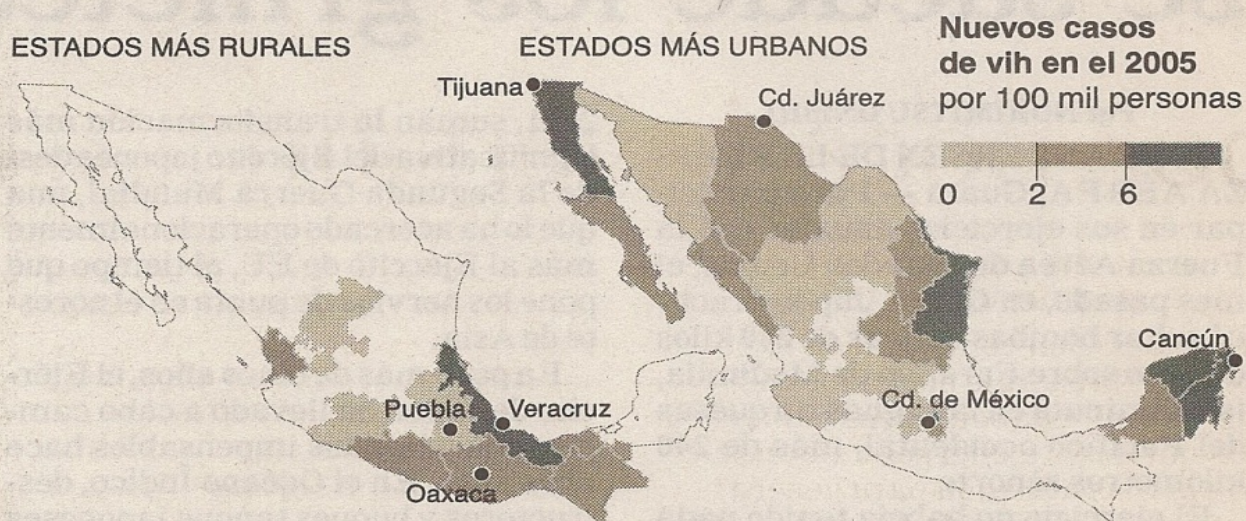 ESTADOS MÁS RURALES
ESTADOS MÁS URBANOS
Nuevos casos
de vih en el 2005
por 100 mil personas
0 2 6
Tijuana
Cd. Juárez
Cancún
Cd. de México
Puebla
Veracruz
Oaxaca